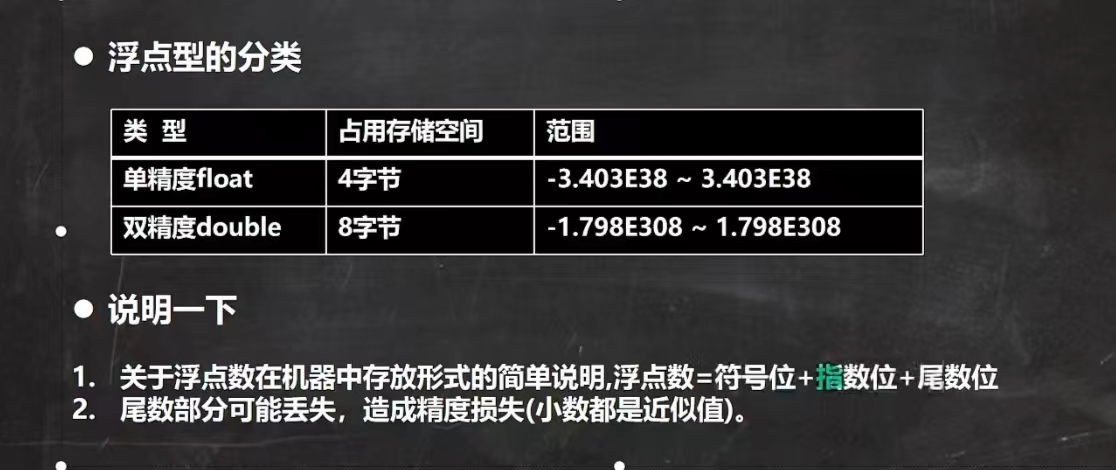 浮点型的分类
类 型 占用存储空间 范围
单精度float 4字节 -3.403E38 ~ 3.403E38
双精度double 8字节 -1.798E308 ~ 1.798E308
说明一下
1. 关于浮点数在机器中存放形式的简单说明,浮点数=符号位+指数位+尾数位
2. 尾数部分可能丢失，造成精度损失(小数都是近似值)。